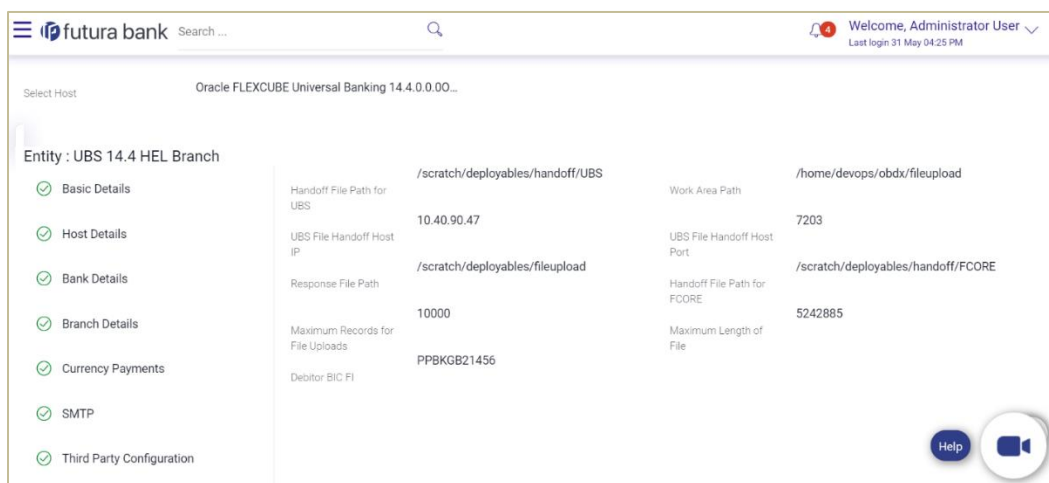 futura bank
Search ...
4
Welcome, Administrator User
Last login 31 May 04:25 PM
Select Host
Oracle FLEXCUBE Universal Banking 14.4.0.0.0O...
Entity : UBS 14.4 HEL Branch
Basic Details
Host Details
Bank Details
Branch Details
Currency Payments
SMTP
Third Party Configuration
/scratch/deployables/handoff/UBS
Handoff File Path for
UBS
/home/devops/obdx/fileupload
Work Area Path
10.40.90.47
UBS File Handoff Host
IP
7203
UBS File Handoff Host
Port
/scratch/deployables/fileupload
Response File Path
/scratch/deployables/handoff/FCORE
Handoff File Path for
FCORE
10000
Maximum Records for
File Uploads
5242885
Maximum Length of
File
PPBKGB21456
Debitor BIC FI
Help